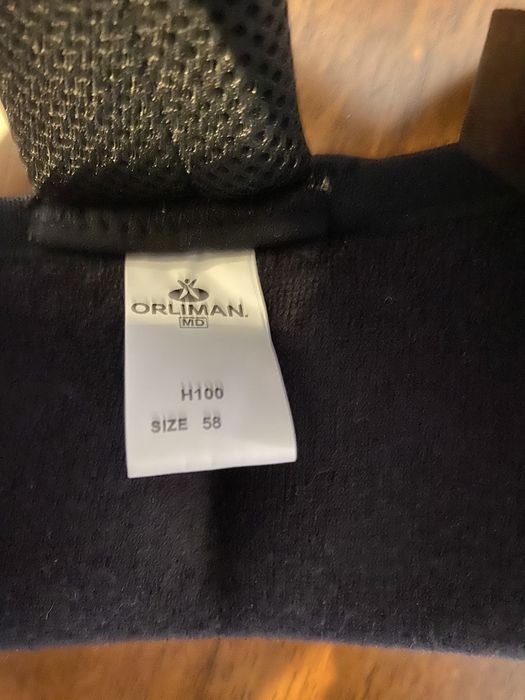 ORLIMAN.
MD
H100
SIZE 58